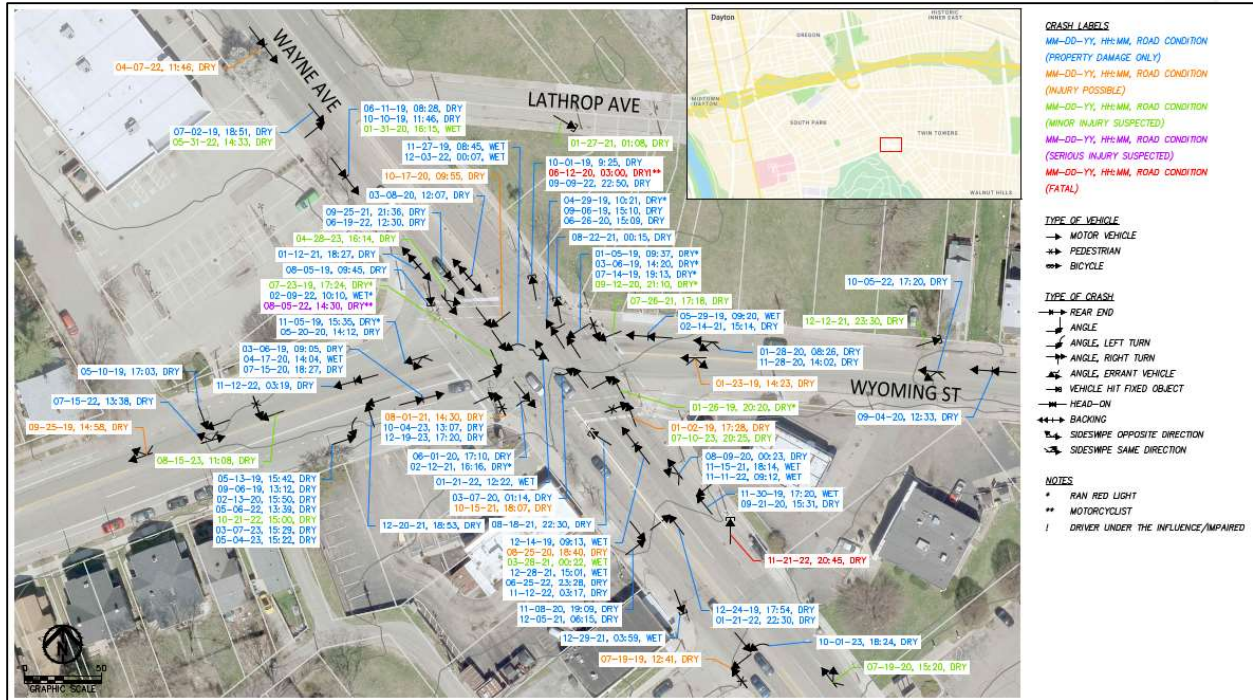 WAYNE AVE
LATHROP AVE
WYOMING ST
04-07-22, 11:46, DRY
07-02-19 18:51, DRY
05-31-22, 14:33, DRY
06-11-19, 08:28, DRY
10-10-19, 11:46, DRY
01-31-20, 16:15, WET
11-27-19, 08:45, WET
12-03-22, 00:07, WET
10-17-20, 09:55, DRY
03-08-20, 12:07, DRY
09-25-21, 21:36, DRY
06-19-22, 12:30, DRY
04-28-23, 16:14, DRY
01-12-21, 18:27, DRY
08-05-19, 09:45, DRY
07-23-19, 17:24, DRY*
02-09-22, 10:10, WET*
08-05-22, 14:30, DRY**
11-05-19, 15:35, DRY*
05-20-20, 14:12, DRY
03-06-19, 09:05, DRY
04-17-20, 14:04, WET
07-15-20, 18:27, DRY
05-10-19, 17:03, DRY
11-12-22, 03:19, DRY
07-15-22, 13:38, DRY
09-25-19, 14:58, DRY
08-15-23, 11:08, DRY
05-13-19, 15:42, DRY
09-06-19, 13:12, DRY
02-13-20, 15:50, DRY
05-06-22, 13:39, DRY
10-21-22, 15:00, DRY
03-07-23, 15:29, DRY
05-04-23, 15:22, DRY
12-20-21, 18:53, DRY
08-01-21, 14:30, DRY
10-04-23, 13:07, DRY
12-19-23, 17:20, DRY
06-01-20, 17:10, DRY
02-12-21, 16:16, DRY*
01-21-22, 12:22, WET
03-07-20, 01:14, DRY
10-15-21, 18:07, DRY
08-18-21, 22:30, DRY
12-14-19, 09:13, WET
08-25-20, 18:40, DRY
03-28-21, 00:22, WET
12-28-21, 15:01, WET
06-25-22, 23:28, DRY
11-12-22, 03:17, DRY
11-08-20, 19:09, DRY
12-05-21, 06:15, DRY
12-29-21, 03:59, WET
07-19-19, 12:41, DRY
01-27-21, 01:08, DRY
10-01-19, 9:25, DRY
06-12-20, 03:00, DRY!**
09-09-22, 22:50, DRY
04-29-19, 10:21, DRY*
09-06-19, 15:10, DRY
06-26-20, 15:09, DRY
08-22-21, 00:15, DRY
01-05-19, 09:37, DRY*
03-06-19, 14:20, DRY*
07-14-19, 19:13, DRY*
09-12-20, 21:10, DRY*
07-26-21, 17:18, DRY
05-29-19, 09:20, WET
02-14-21, 15:14, DRY
01-28-20, 08:26, DRY
11-28-20, 14:02, DRY
01-23-19, 14:23, DRY
12-12-21, 23:30, DRY
10-05-22, 17:20, DRY
09-04-20, 12:33, DRY
01-26-19, 20:20, DRY*
01-02-19, 17:28, DRY
07-10-23, 20:25, DRY
08-09-20, 00:23, DRY
11-15-21, 18:14, WET
11-11-22, 09:12, WET
11-30-19, 17:20, WET
09-21-20, 15:31, DRY
11-21-22, 20:45, DRY
12-24-19, 17:54, DRY
01-21-22, 22:30, DRY
10-01-23, 18:24, DRY
07-19-20, 15:20, DRY
0
50
GRAPHIC SCALE
Dayton
OREGON
HISTORIC
INNER EAST
MIDTOWN
DAYTON
SOUTH PARK
TWIN TOWERS
WALNUT HILLS
CRASH LABELS
MM-DD-YY, HH:MM, ROAD CONDITION
(PROPERTY DAMAGE ONLY)
MM-DD-YY, HH:MM, ROAD CONDITION
(INJURY POSSIBLE)
MM-DD-YY, HH:MM, ROAD CONDITION
(MINOR INJURY SUSPECTED)
MM-DD-YY, HH:MM, ROAD CONDITION
(SERIOUS INJURY SUSPECTED)
MM-DD-YY, HH:MM, ROAD CONDITION
(FATAL)
TYPE OF VEHICLE
MOTOR VEHICLE
PEDESTRIAN
BICYCLE
TYPE OF CRASH
REAR END
ANGLE
ANGLE, LEFT TURN
ANGLE, RIGHT TURN
ANGLE, ERRANT VEHICLE
VEHICLE HIT FIXED OBJECT
HEAD-ON
BACKING
SIDESWIPE OPPOSITE DIRECTION
SIDESWIPE SAME DIRECTION
NOTES
* RAN RED LIGHT
** MOTORCYCLIST
! DRIVER UNDER THE INFLUENCE/IMPAIRED